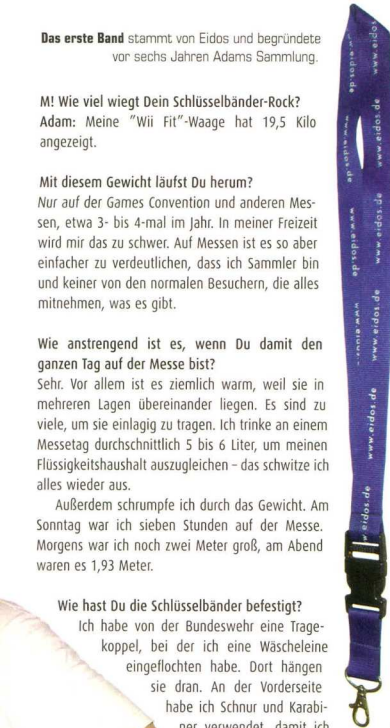 Das erste Band stammt von Eidos und begründete
vor sechs Jahren Adams Sammlung.
M! Wie viel wiegt Dein Schlüsselbänder-Rock?
Adam: Meine "Wii Fit"-Waage hat 19,5 Kilo
angezeigt.
Mit diesem Gewicht läufst Du herum?
Nur auf der Games Convention und anderen Mes-
sen, etwa 3- bis 4-mal im Jahr. In meiner Freizeit
wird mir das zu schwer. Auf Messen ist es so aber
einfacher zu verdeutlichen, dass ich Sammler bin
und keiner von den normalen Besuchern, die alles
mitnehmen, was es gibt.
Wie anstrengend ist es, wenn Du damit den
ganzen Tag auf der Messe bist?
Sehr. Vor allem ist es ziemlich warm, weil sie in
mehreren Lagen übereinander liegen. Es sind zu
viele, um sie einlagig zu tragen. Ich trinke an einem
Messetag durchschnittlich 5 bis 6 Liter, um meinen
Flüssigkeitshaushalt auszugleichen – das schwitze ich
alles wieder aus.
Außerdem schrumpfe ich durch das Gewicht. Am
Sonntag war ich sieben Stunden auf der Messe.
Morgens war ich noch zwei Meter groß, am Abend
waren es 1,93 Meter.
Wie hast Du die Schlüsselbänder befestigt?
Ich habe von der Bundeswehr eine Trage-
koppel, bei der ich eine Wäscheleine
eingeflochten habe. Dort hängen
sie dran. An der Vorderseite
habe ich Schnur und Karabi-
ner verwendet, damit ich
www.eidos.de
www.eidos.de
www.eidos.de
www.eidos.de
www.eidos.de
www.eidos.de